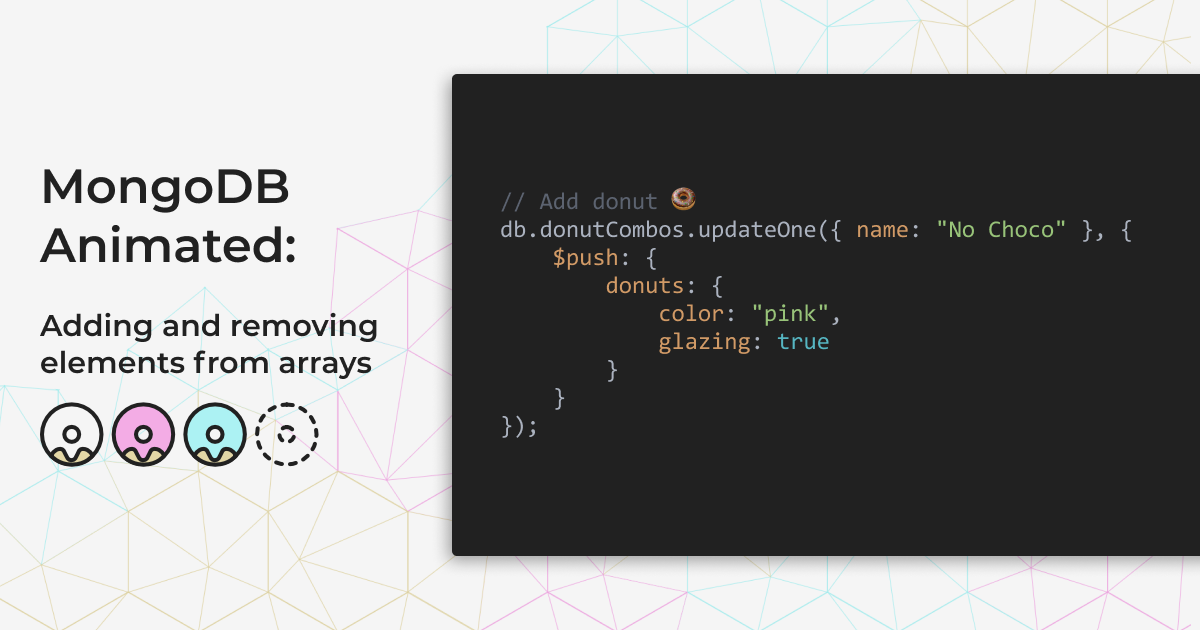 MongoDB
Animated:
Adding and removing
elements from arrays
// Add donut 🍩
db.donutCombos.updateOne({ name: "No Choco" }, {
    $push: {
        donuts: {
            color: "pink",
            glazing: true
        }
    }
});